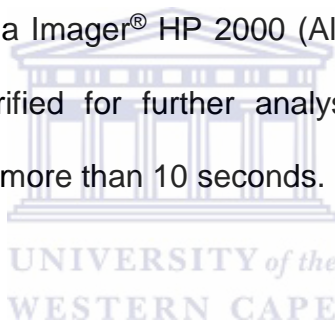 a Imager® HP 2000 (Al
rified for further analys
more than 10 seconds.
UNIVERSITY of the
WESTERN CAPE